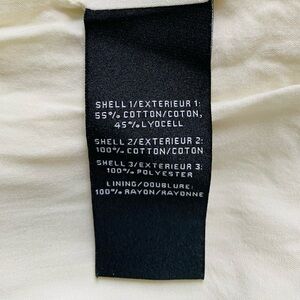 SHELL 1/EXTERIEUR 1:
55% COTTON/COTON,
45% LYOCELL
SHELL 2/EXTERIEUR 2:
100% COTTON/COTON
SHELL 3/EXTERIEUR 3:
100% POLYESTER
LINING/DOUBLURE:
100% RAYON/RAYONNE